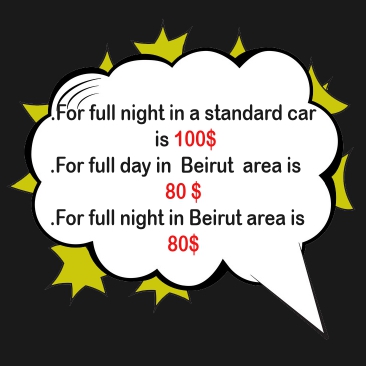 .For full night in a standard car
is 100$
.For full day in Beirut area is
80 $
.For full night in Beirut area is
80$